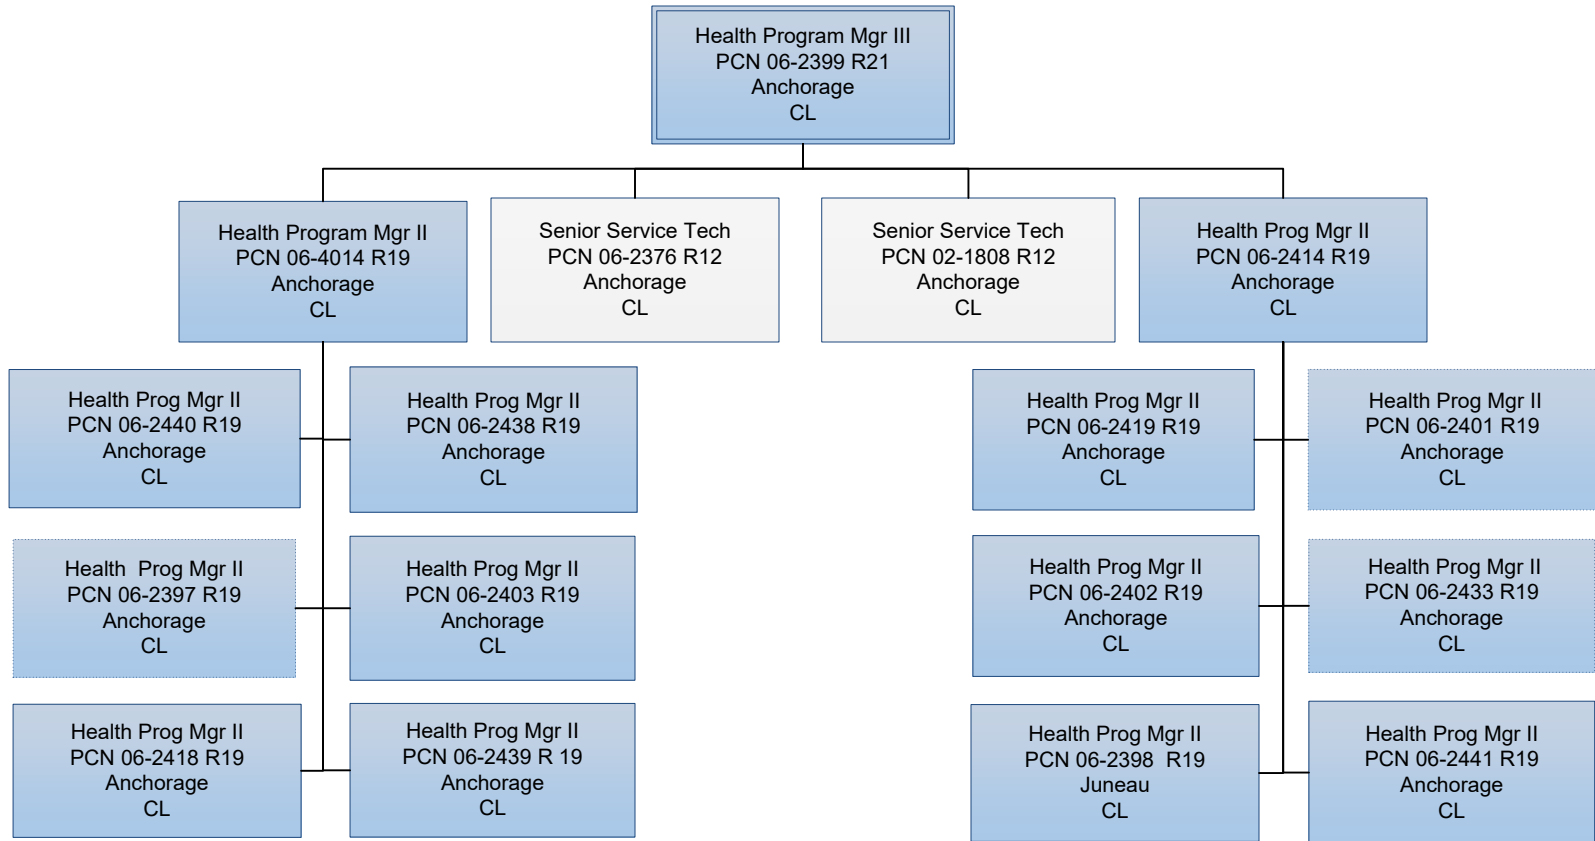 Health Program Mgr III
PCN 06-2399 R21
Anchorage
CL
Health Program Mgr II
PCN 06-4014 R19
Anchorage
CL
Senior Service Tech
PCN 06-2376 R12
Anchorage
CL
Senior Service Tech
PCN 02-1808 R12
Anchorage
CL
Health Prog Mgr II
PCN 06-2414 R19
Anchorage
CL
Health Prog Mgr II
PCN 06-2440 R19
Anchorage
CL
Health Prog Mgr II
PCN 06-2438 R19
Anchorage
CL
Health Prog Mgr II
PCN 06-2419 R19
Anchorage
CL
Health Prog Mgr II
PCN 06-2401 R19
Anchorage
CL
Health  Prog Mgr II
PCN 06-2397 R19
Anchorage
CL
Health Prog Mgr II
PCN 06-2403 R19
Anchorage
CL
Health Prog Mgr II
PCN 06-2402 R19
Anchorage
CL
Health Prog Mgr II
PCN 06-2433 R19
Anchorage
CL
Health Prog Mgr II
PCN 06-2418 R19
Anchorage
CL
Health Prog Mgr II
PCN 06-2439 R 19
Anchorage
CL
Health Prog Mgr II
PCN 06-2398  R19
Juneau
CL
Health Prog Mgr II
PCN 06-2441 R19
Anchorage
CL